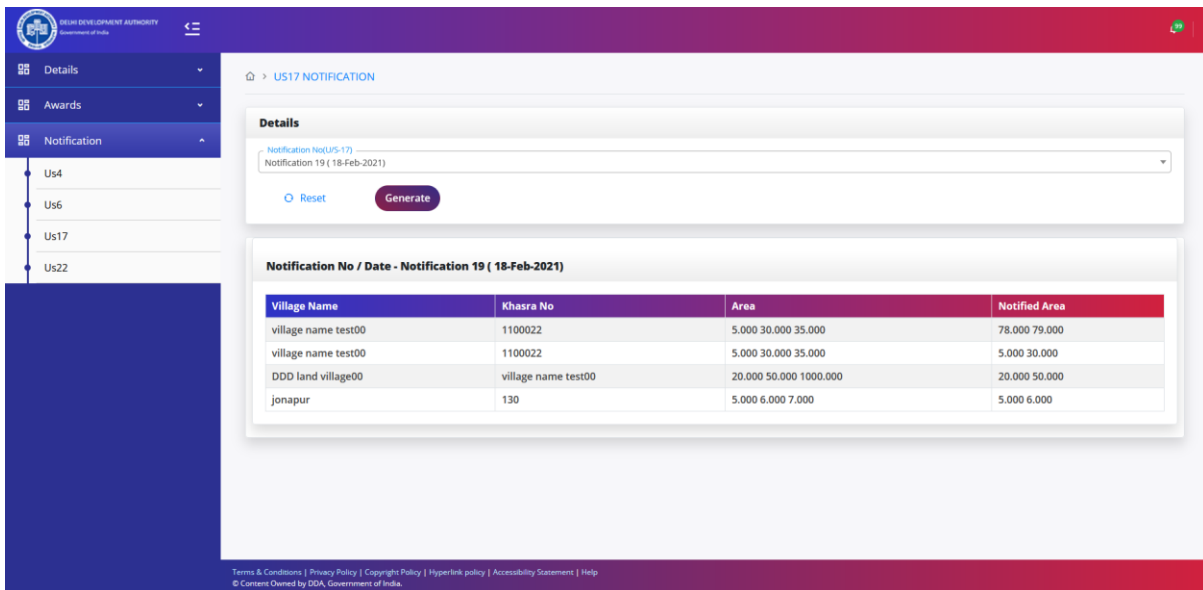 DELHI DEVELOPMENT AUTHORITY
Government of India
99
Details
Awards
Notification
Us4
Us6
Us17
Us22
> US17 NOTIFICATION
Details
Notification No(U/S-17)
Notification 19 ( 18-Feb-2021)
Reset Generate
Notification No / Date - Notification 19 ( 18-Feb-2021)
Village Name Khasra No Area Notified Area
village name test00 1100022 5.000 30.000 35.000 78.000 79.000
village name test00 1100022 5.000 30.000 35.000 5.000 30.000
DDD land village00 village name test00 20.000 50.000 1000.000 20.000 50.000
jonapur 130 5.000 6.000 7.000 5.000 6.000
Terms & Conditions | Privacy Policy | Copyright Policy | Hyperlink policy | Accessibility Statement | Help
© Content Owned by DDA, Government of India.